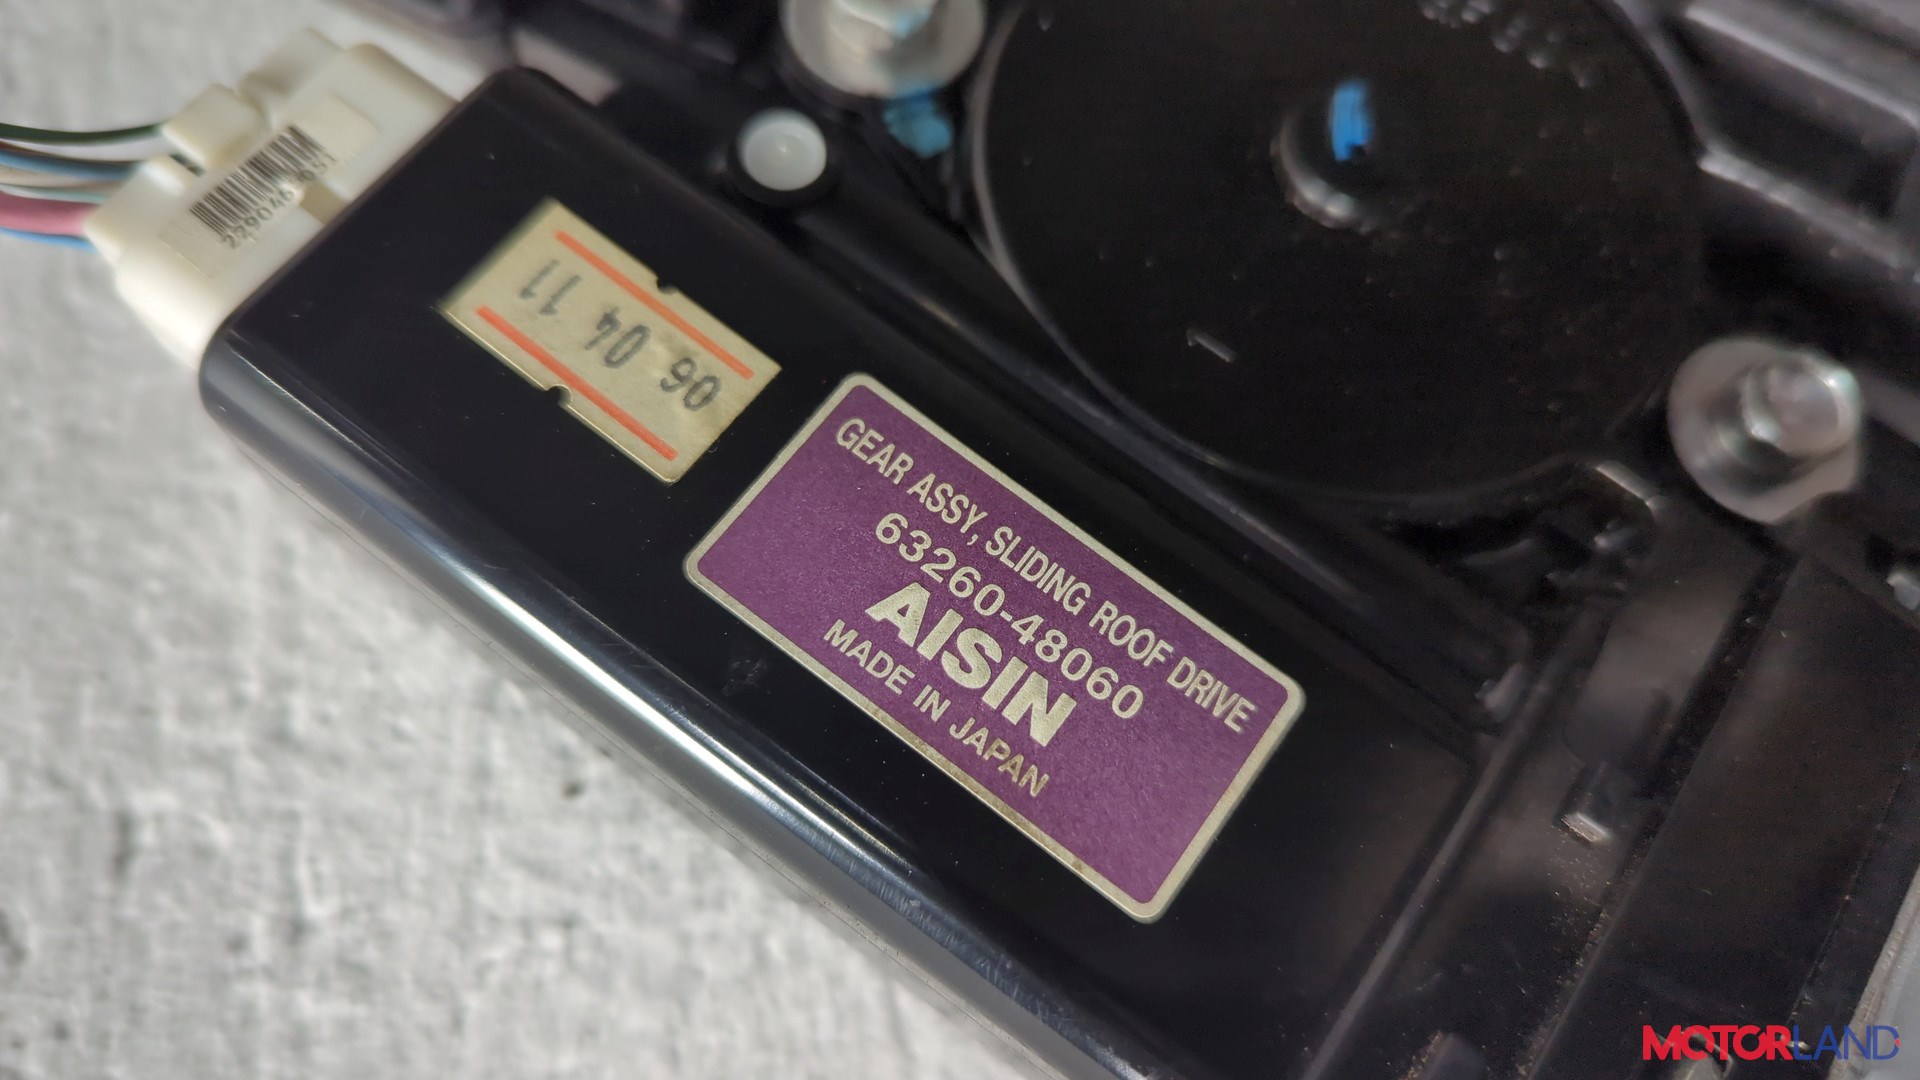 06 04 11
GEAR ASSY, SLIDING ROOF DRIVE
63260-48060
AISIN
MADE IN JAPAN
MOTORLAND